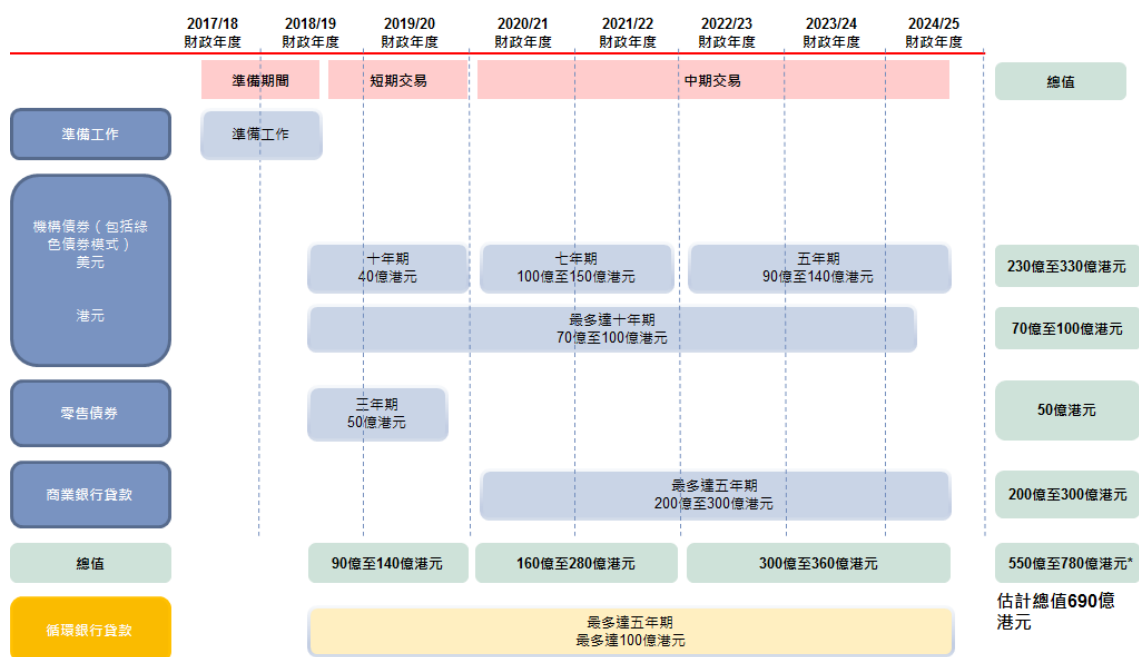 2017/18 2018/19 2019/20 2020/21 2021/22 2022/23 2023/24 2024/25
財政年度 財政年度 財政年度 財政年度 財政年度 財政年度 財政年度 財政年度
準備期間 短期交易 中期交易 總值
準備工作 準備工作
機構債券（包括綠
色債券模式）
美元
十年期 七年期 五年期
40億港元 100億至150億港元 90億至140億港元
230億至330億港元
港元
最多達十年期
70億至100億港元
70億至100億港元
零售債券
三年期
50億港元
50億港元
商業銀行貸款
最多達五年期
200億至300億港元
200億至300億港元
總值 90億至140億港元 160億至280億港元 300億至360億港元 550億至780億港元*
估計總值690億
港元
循環銀行貸款
最多達五年期
最多達100億港元